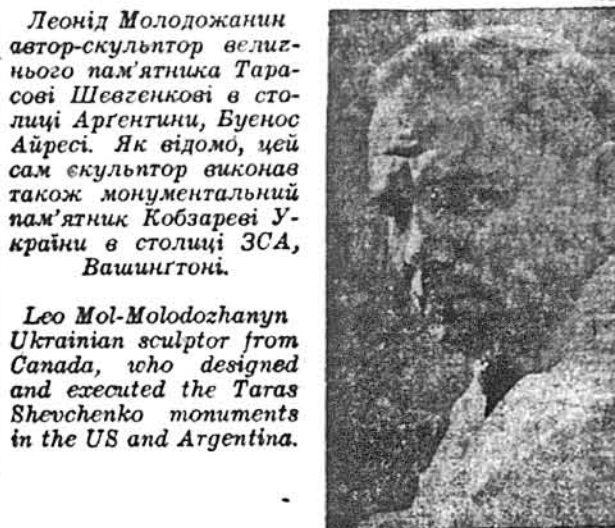 Леонід Молодожанин
автор-скульптор велич-
нього пам'ятника Тара-
сові Шевченкові в сто-
лиці Арґентини, Буенос
Айресі. Як відомо, цей
сам скульптор виконав
також монументальний
пам'ятник Кобзареві У-
країни в столиці ЗСА,
Вашинґтоні.
Leo Mol-Molodozhanyn
Ukrainian sculptor from
Canada, who designed
and executed the Taras
Shevchenko monuments
in the US and Argentina.